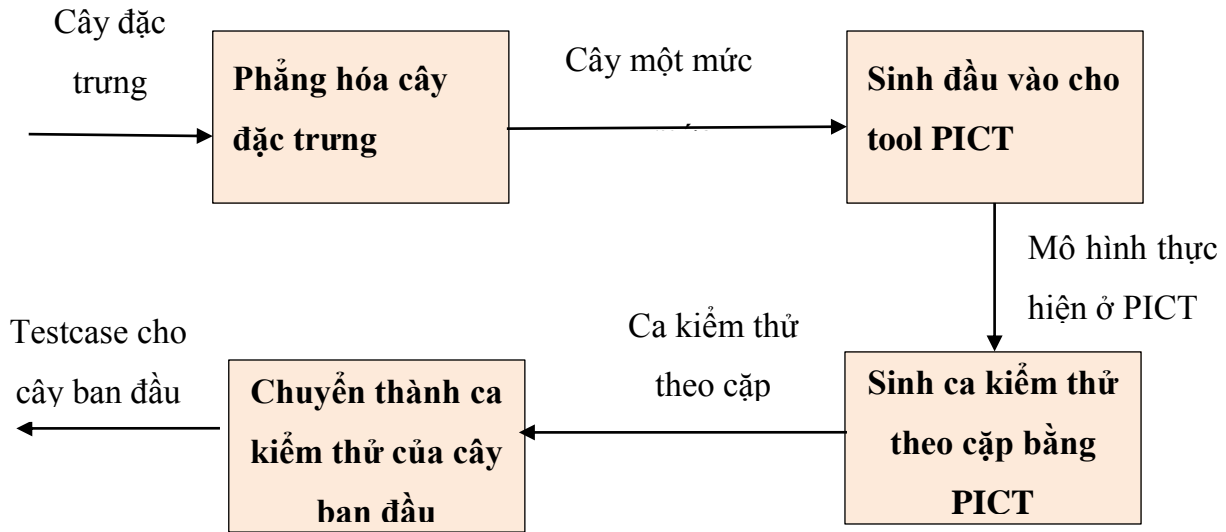 Cây đặc
trưng
Phẳng hóa cây
đặc trưng
Cây một mức
Sinh đầu vào cho
tool PICT
Mô hình thực
hiện ở PICT
Sinh ca kiểm thử
theo cặp bằng
PICT
Ca kiểm thử
theo cặp
Chuyển thành ca
kiểm thử của cây
ban đầu
Testcase cho
cây ban đầu